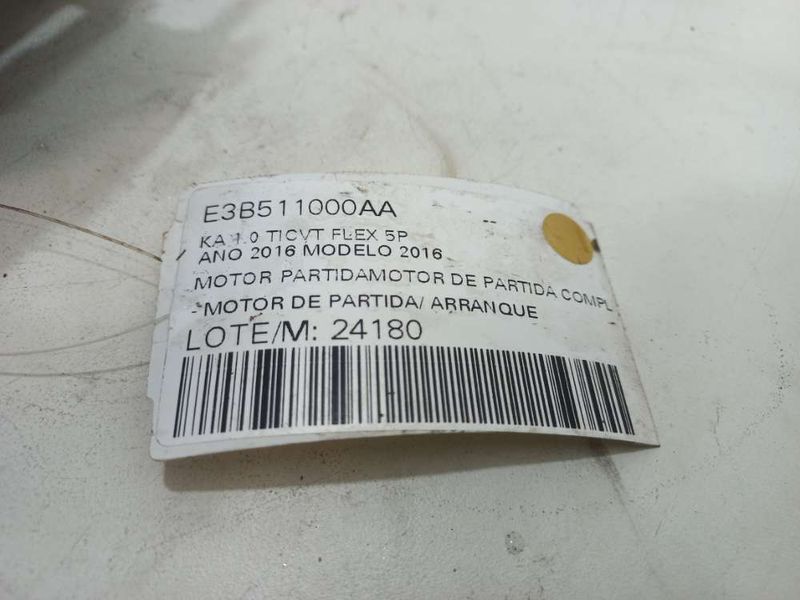 E3B511000AA
KA 1.0 TICVT FLEX 5P
ANO 2016 MODELO 2016
MOTOR PARTIDAMOTOR DE PARTIDA COMPL
- MOTOR DE PARTIDA/ ARRANQUE
LOTE/M: 24180